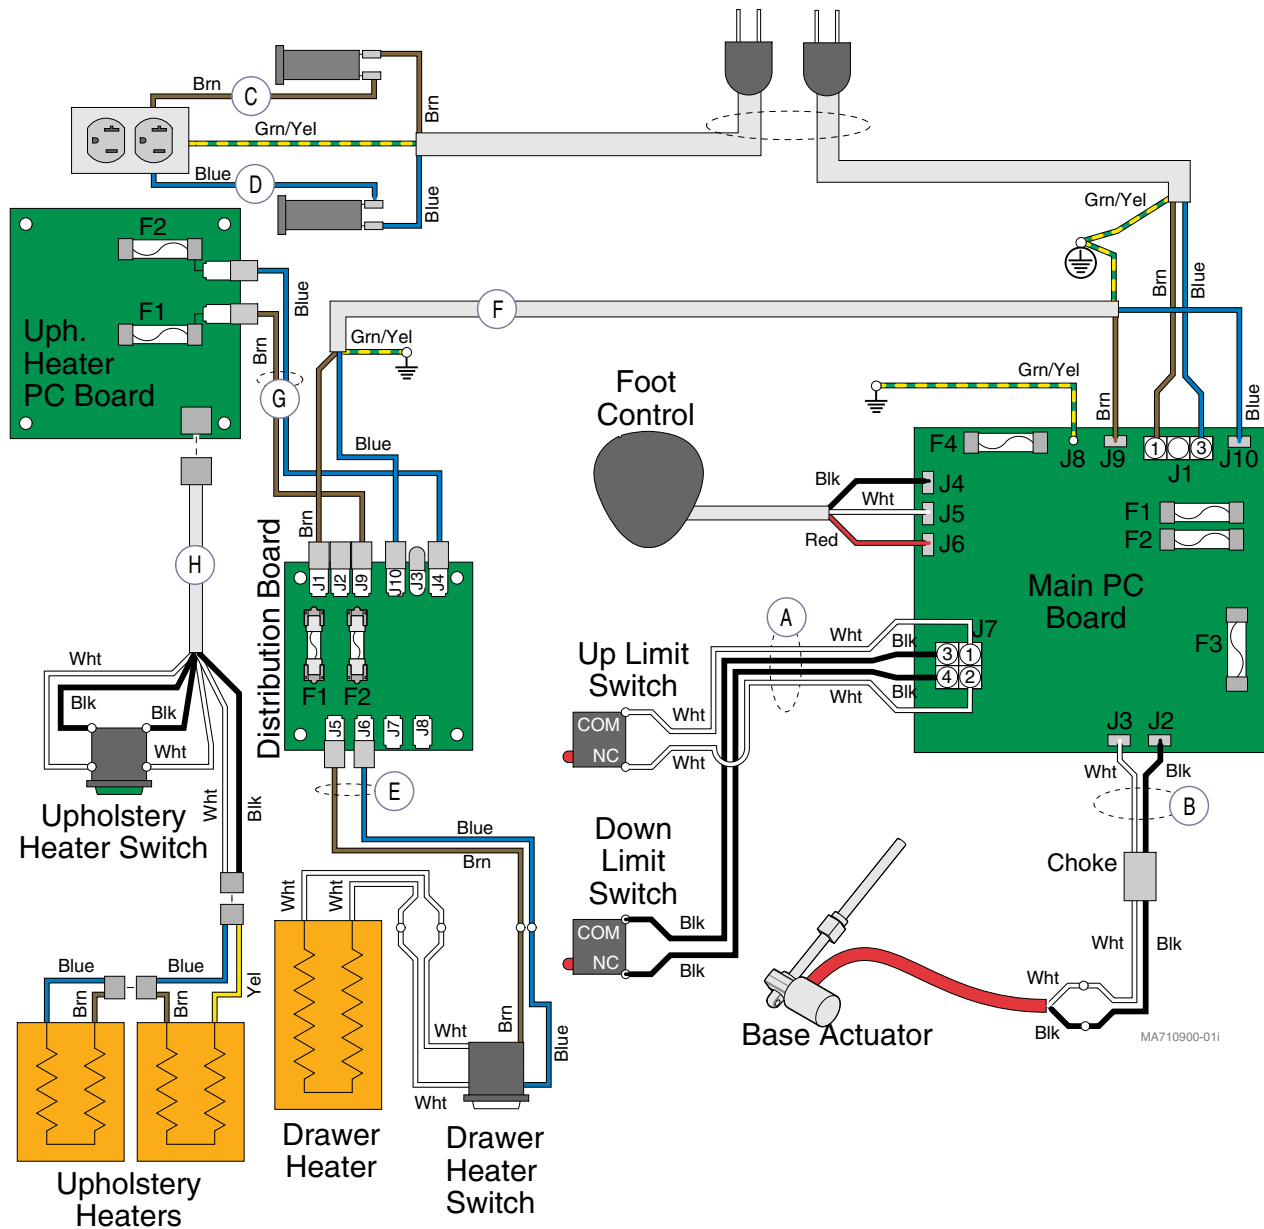 Brn
C
Brn
Grn/Yel
Blue
D
Blue
Grn/Yel
Brn
Blue
F2
F1
Uph.
Heater
PC Board
Blue
Brn
G
F
Grn/Yel
Blue
Brn
Foot
Control
Blk
Wht
Red
Grn/Yel
Brn
Blue
F4
J8
J9
1
3
J1
J10
J4
J5
J6
F1
F2
Main PC
Board
F3
J7
3
1
4
2
J3
J2
H
Distribution Board
J1
J2
J9
J10
J3
J4
F1
F2
J5
J6
J7
J8
E
A
Wht
Blk
Blk
Wht
Up Limit
Switch
COM
NC
Wht
Wht
Wht
Blk
Blk
Wht
Upholstery
Heater Switch
Wht
Blk
Blue
Brn
Down
Limit
Switch
COM
NC
Blk
Blk
Wht
Blk
B
Choke
Wht
Blk
Wht
Blk
Base Actuator
MA710900-01i
Blue
Blue
Brn
Brn
Yel
Upholstery
Heaters
Wht
Wht
Wht
Wht
Brn
Blue
Drawer
Heater
Drawer
Heater
Switch